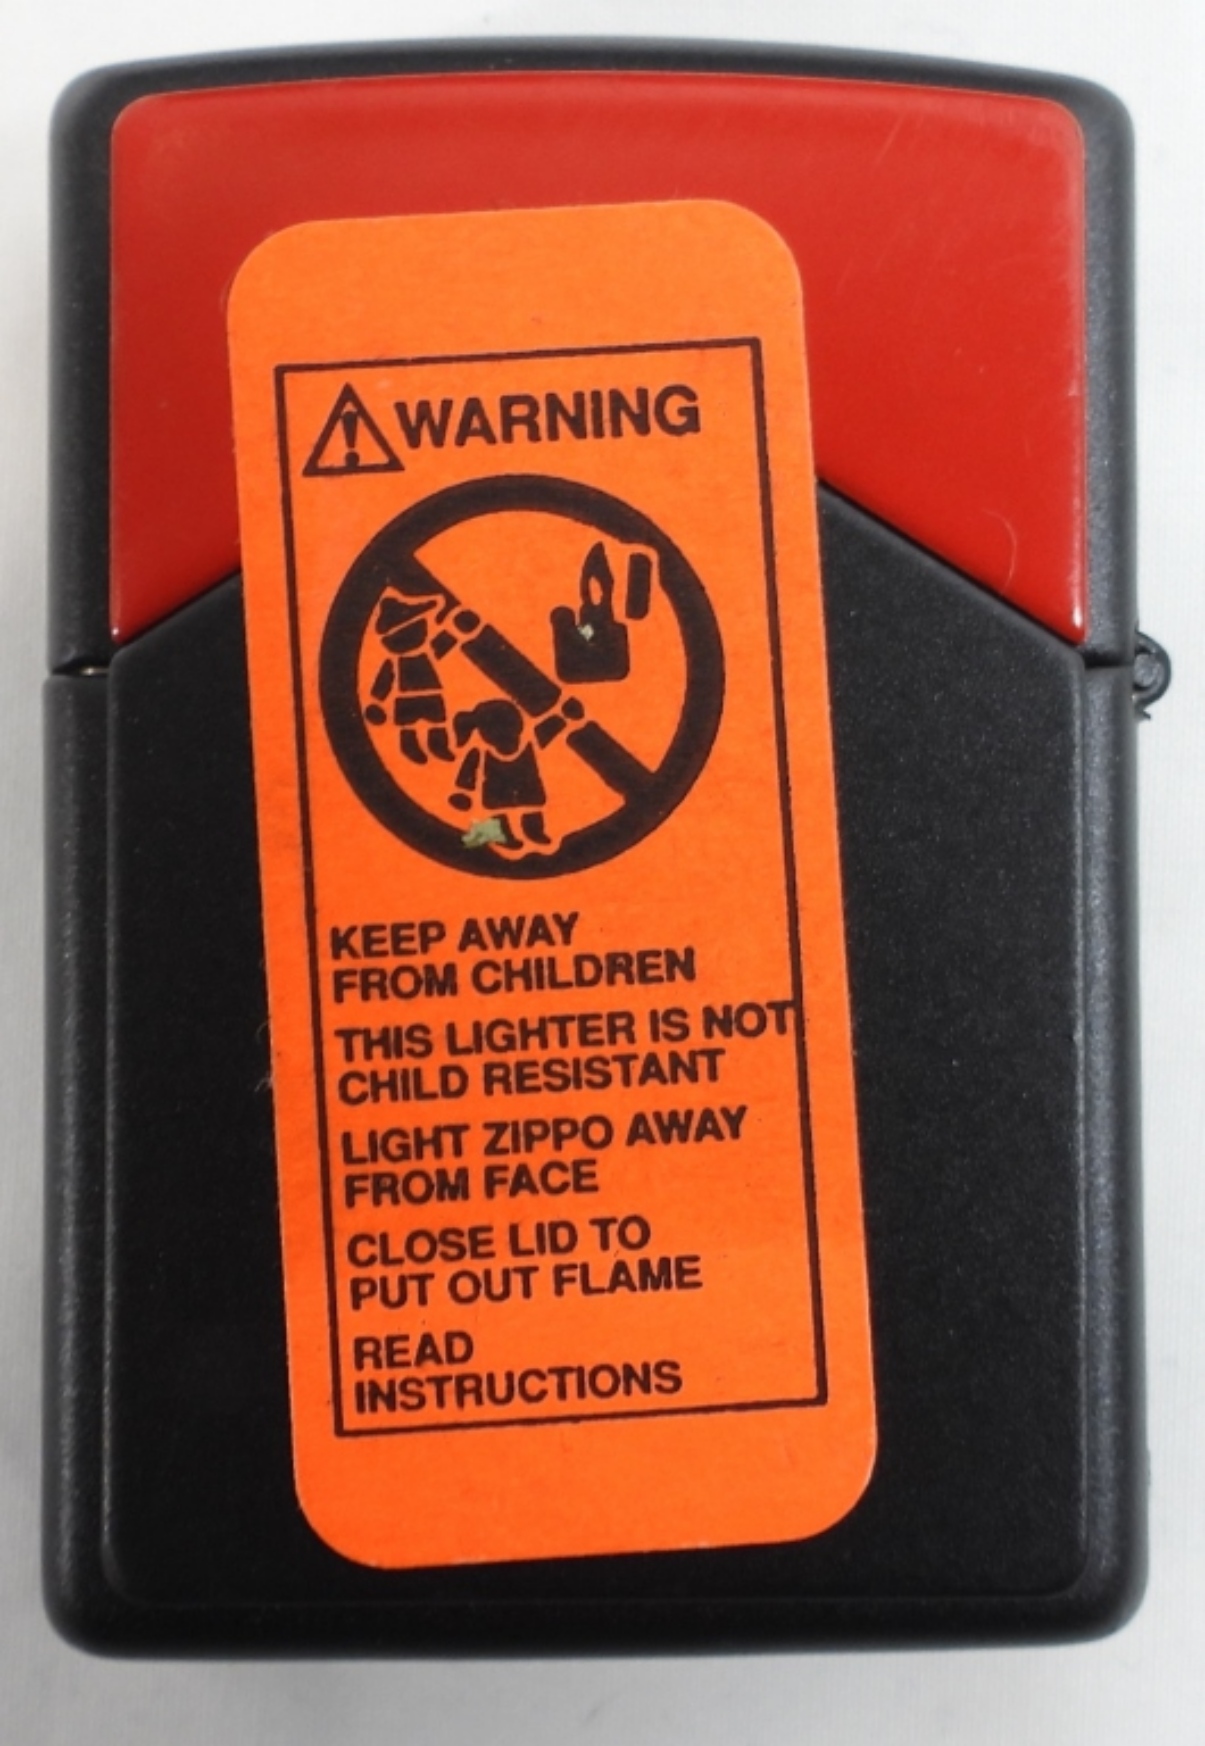 WARNING
KEEP AWAY
FROM CHILDREN
THIS LIGHTER IS NOT
CHILD RESISTANT
LIGHT ZIPPO AWAY
FROM FACE
CLOSE LID TO
PUT OUT FLAME
READ
INSTRUCTIONS